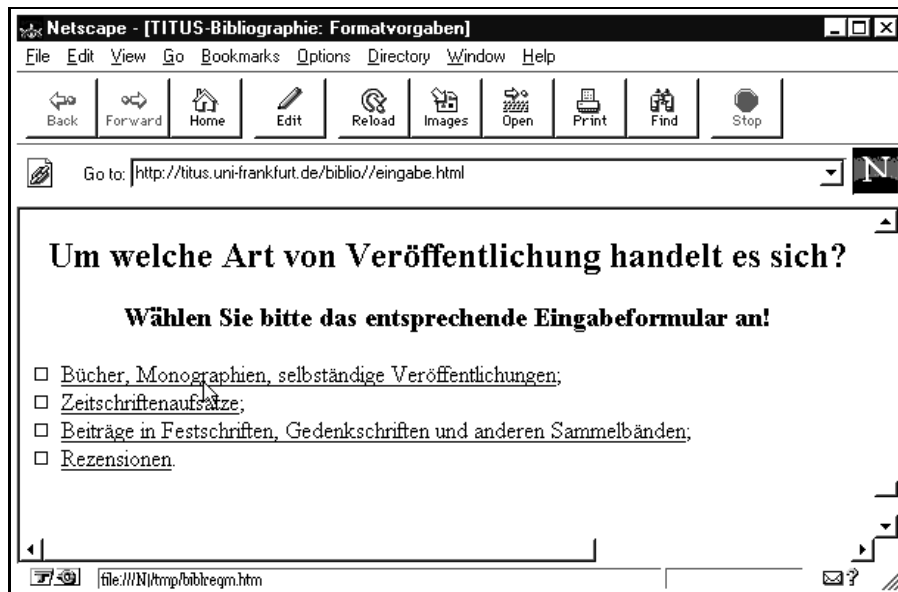 Netscape - [TITUS-Bibliographie: Formatvorgaben]
File Edit View Go Bookmarks Options Directory Window Help
Back Forward Home Edit Reload Images Open Print Find Stop
Go to: http://titus.uni-frankfurt.de/biblio//eingabe.html
N
Um welche Art von Veröffentlichung handelt es sich?
Wählen Sie bitte das entsprechende Eingabeformular an!
Bücher, Monographien, selbständige Veröffentlichungen;
Zeitschriftenaufsätze;
Beiträge in Festschriften, Gedenkschriften und anderen Sammelbänden;
Rezensionen.
file:///N|/tmp/biblregm.htm
?